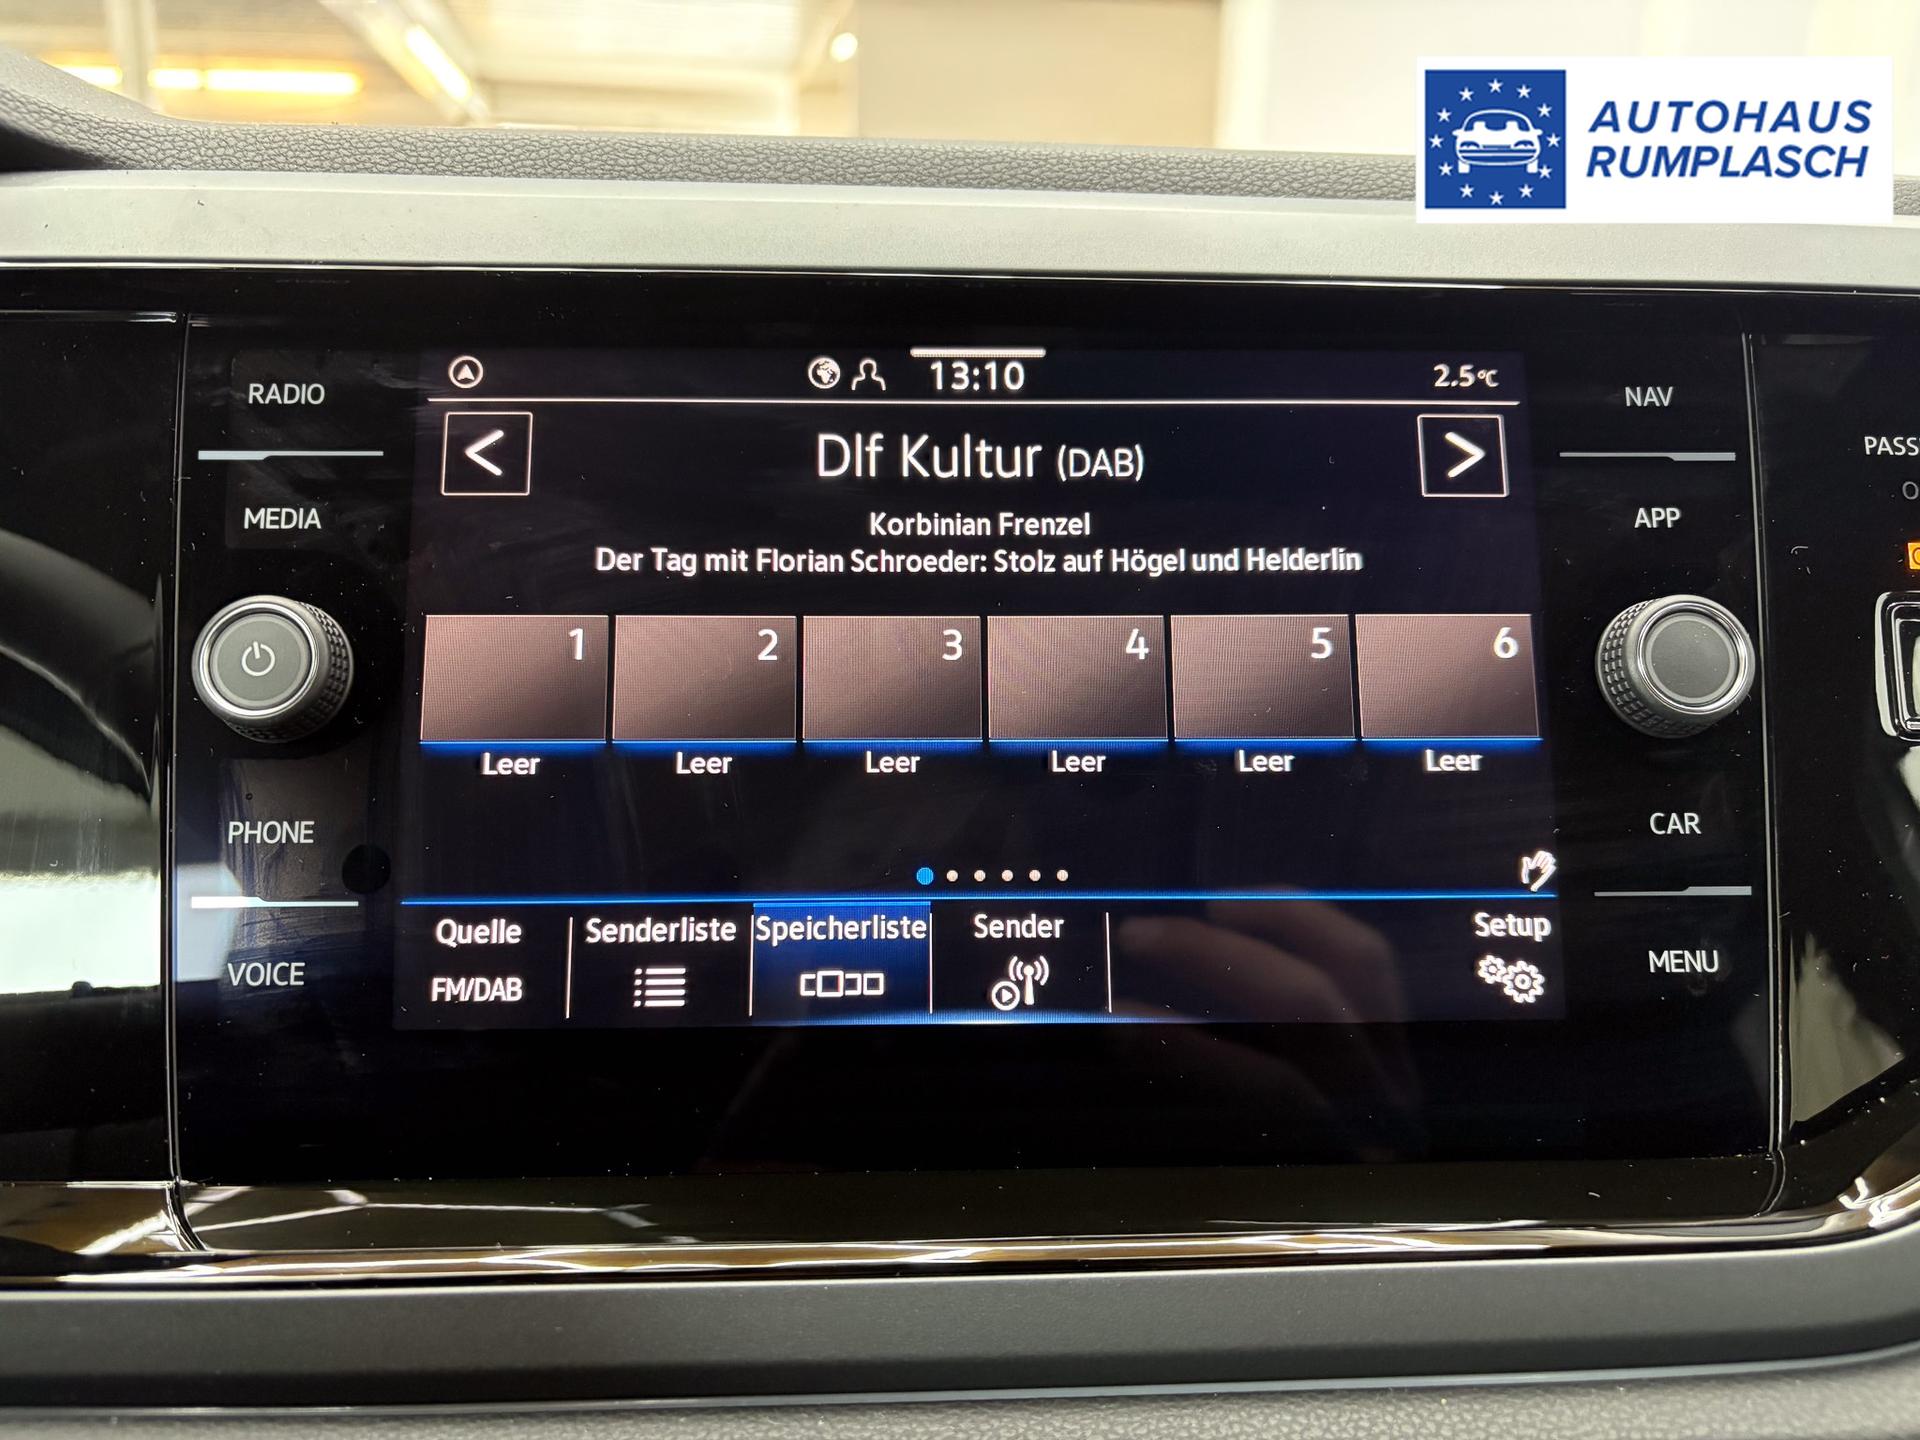 AUTOHAUS
RUMPLASCH
RADIO
MEDIA
PHONE
VOICE
13:10
2.5°C
< Dlf Kultur (DAB) >
Korbinian Frenzel
Der Tag mit Florian Schroeder: Stolz auf Högel und Helderlin
1 2 3 4 5 6
Leer Leer Leer Leer Leer Leer
Quelle Senderliste Speicherliste Sender Setup
FM/DAB
NAV
APP
CAR
MENU